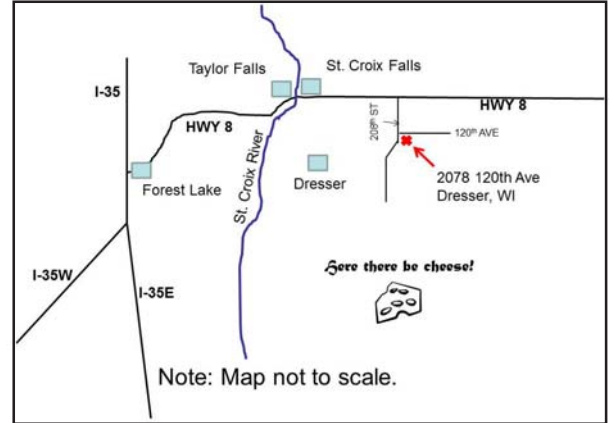 Taylor Falls
St. Croix Falls
I-35
HWY 8
HWY 8
208th ST
120th AVE
St. Croix River
Forest Lake
Dresser
2078 120th Ave
Dresser, WI
Here there be cheese!
I-35W
I-35E
Note: Map not to scale.